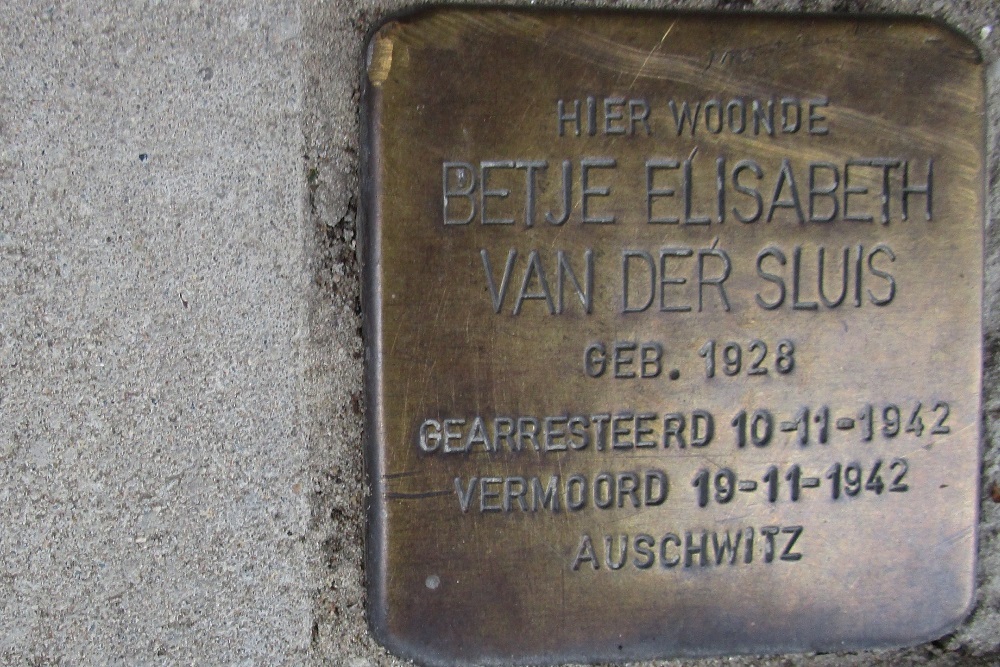 HIER WOONDE
BETJE ELISABETH
VAN DER SLUIS
GEB. 1928
GEARRESTEERD 10-11-1942
VERMOORD 19-11-1942
AUSCHWITZ